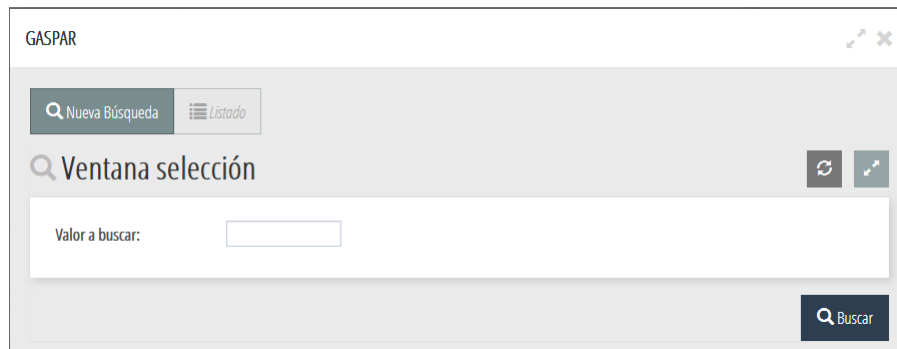 GASPAR
Nueva Búsqueda Listado
Ventana selección
Valor a buscar:
Buscar